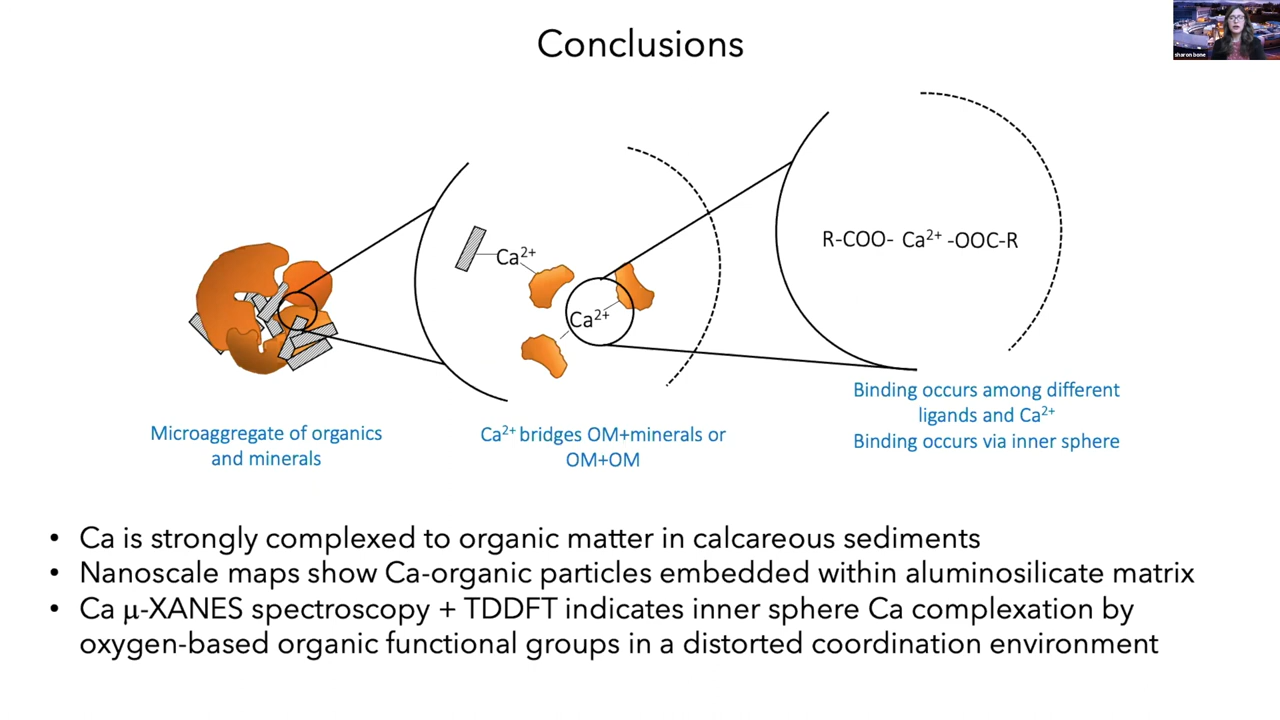 Conclusions
sharon bone
R-COO- Ca²⁺ -OOC-R
Ca²⁺
Ca²⁺
Binding occurs among different
ligands and Ca²⁺
Binding occurs via inner sphere
Microaggregate of organics
and minerals
Ca²⁺ bridges OM+minerals or
OM+OM
• Ca is strongly complexed to organic matter in calcareous sediments
• Nanoscale maps show Ca-organic particles embedded within aluminosilicate matrix
• Ca μ-XANES spectroscopy + TDDFT indicates inner sphere Ca complexation by
oxygen-based organic functional groups in a distorted coordination environment